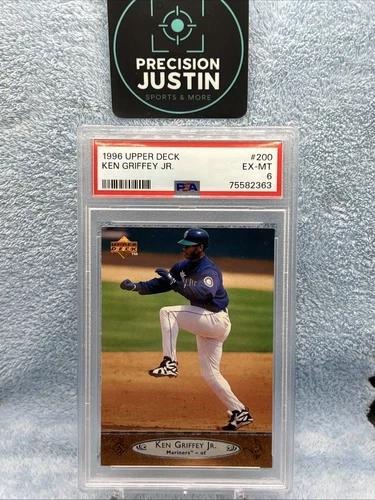 PRECISION
JUSTIN
SPORTS & MORE
1996 UPPER DECK #200
KEN GRIFFEY JR. EX-MT
6
PSA 75582363
UPPER
DECK
KEN GRIFFEY JR.
Mariners - of